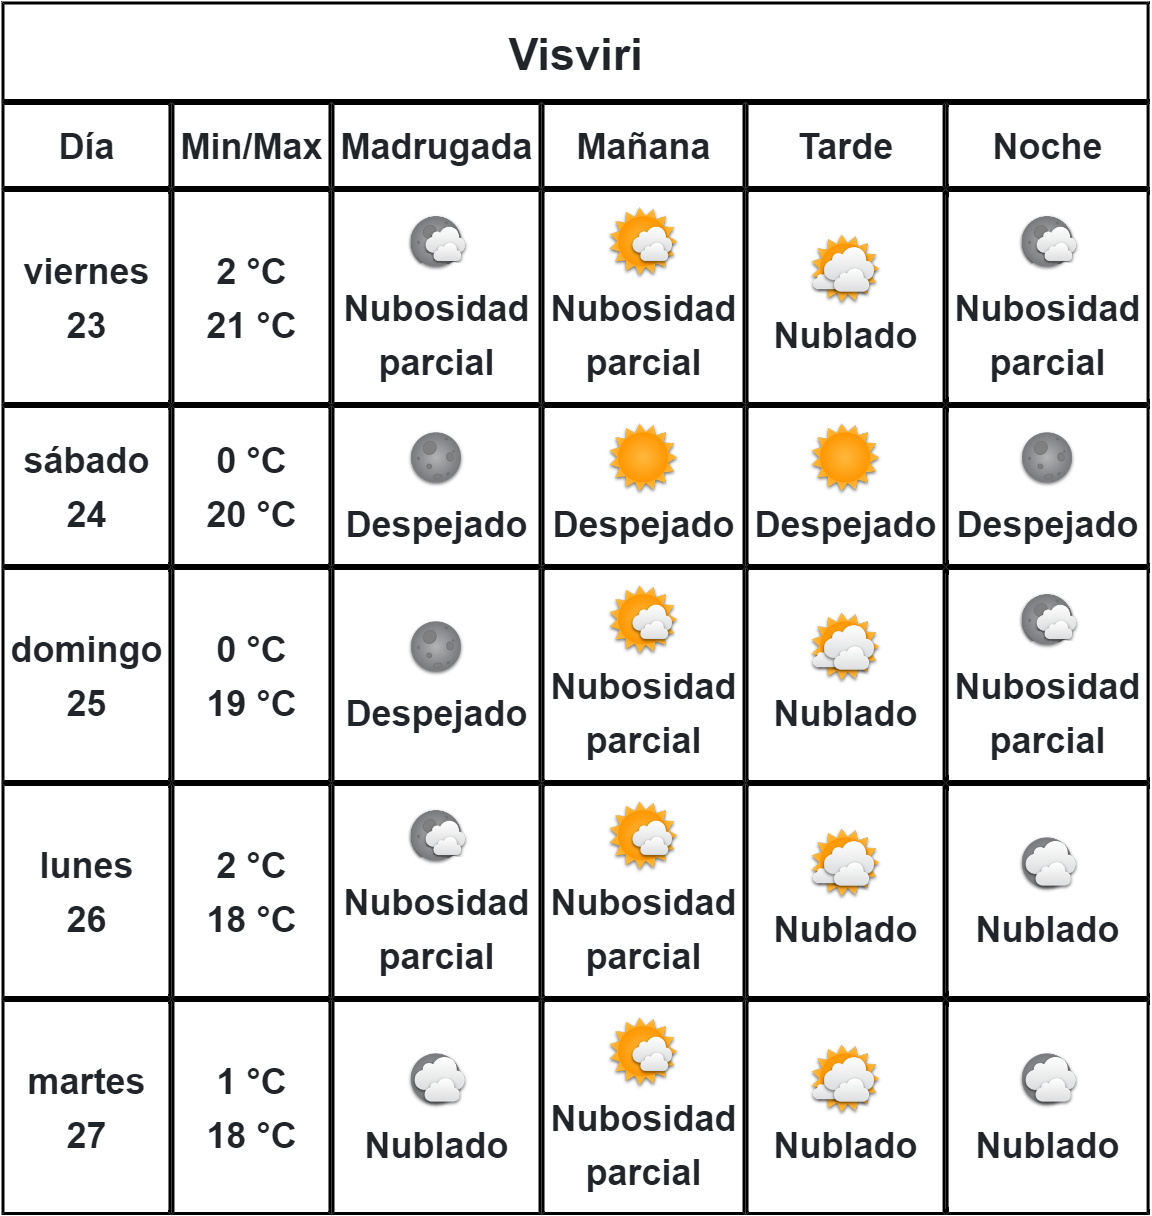 Visviri
Día Min/Max Madrugada Mañana Tarde Noche
viernes 23
2 °C
21 °C
Nubosidad parcial
Nubosidad parcial
Nublado
Nubosidad parcial
sábado 24
0 °C
20 °C
Despejado
Despejado
Despejado
Despejado
domingo 25
0 °C
19 °C
Despejado
Nubosidad parcial
Nublado
Nubosidad parcial
lunes 26
2 °C
18 °C
Nubosidad parcial
Nubosidad parcial
Nublado
Nublado
martes 27
1 °C
18 °C
Nublado
Nubosidad parcial
Nublado
Nublado